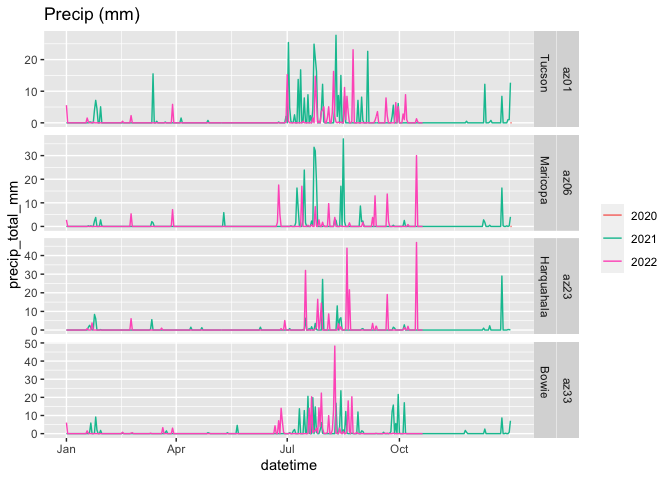 Precip (mm)
precip_total_mm
20
10
0
Tucson
az01
30
20
10
0
Maricopa
az06
40
30
20
10
0
Harquahala
az23
50
40
30
20
10
0
Bowie
az33
Jan
Apr
Jul
Oct
datetime
2020
2021
2022